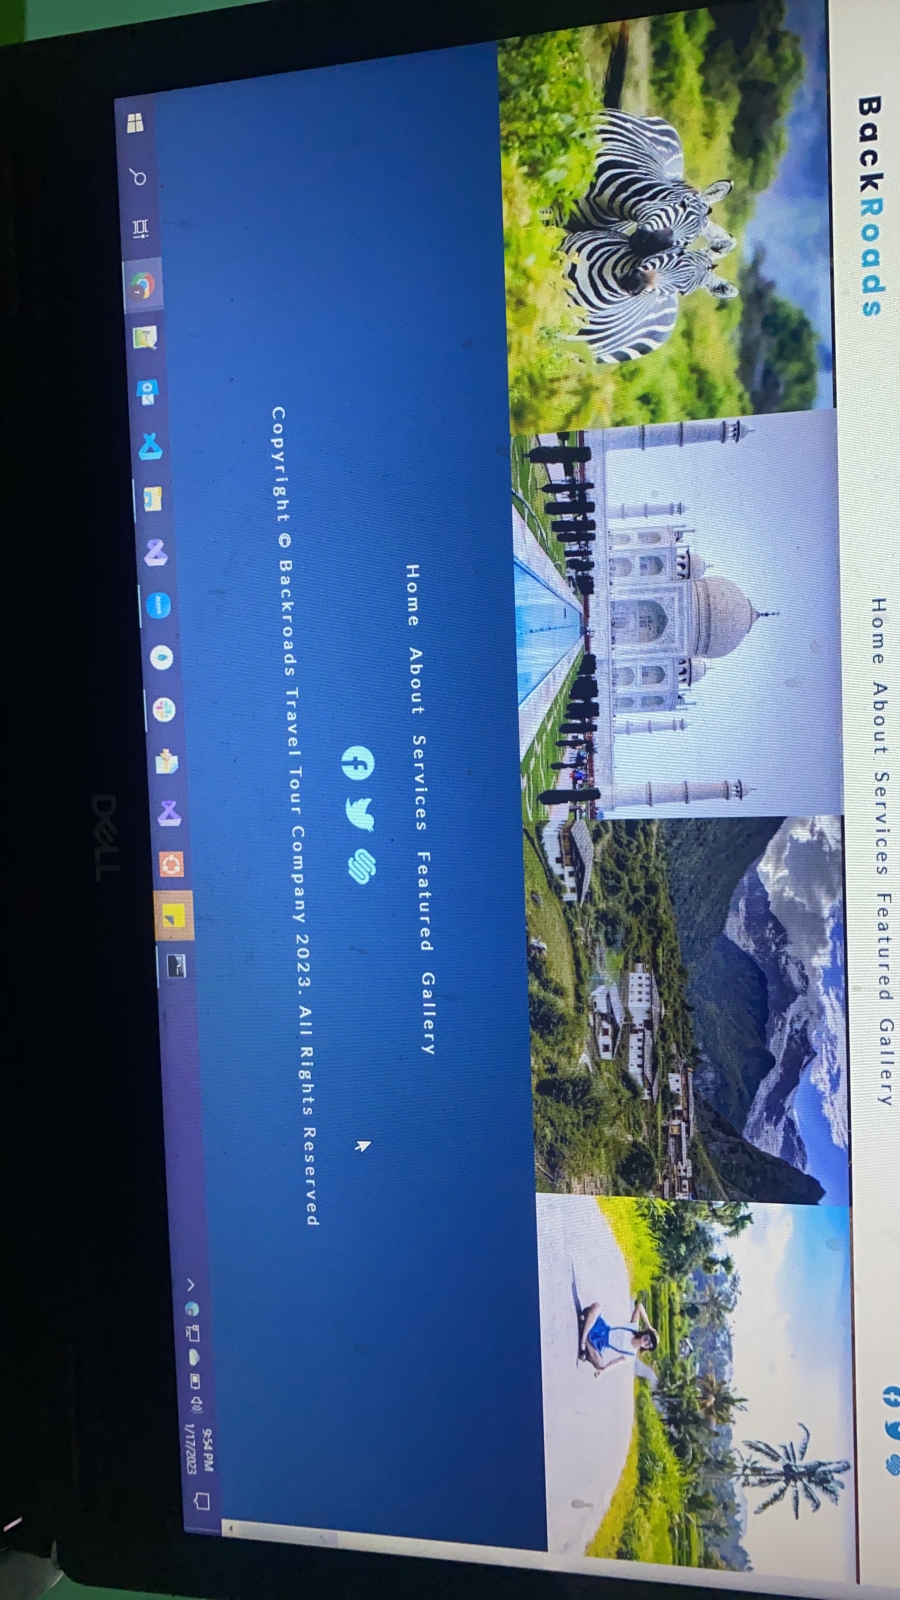 BackRoads
Home About Services Featured Gallery
Home About Services Featured Gallery
Copyright © Backroads Travel Tour Company 2023. All Rights Reserved
9:54 PM
1/17/2023
DELL